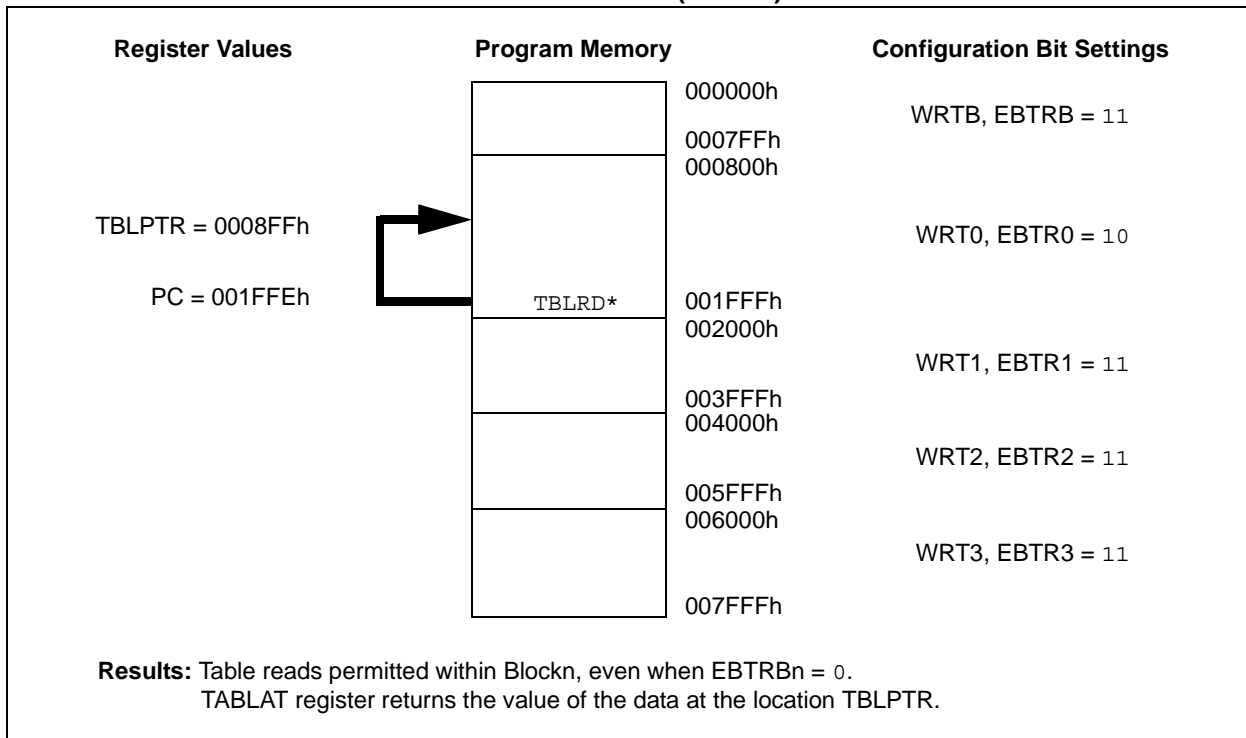 Register Values
Program Memory
Configuration Bit Settings
000000h
WRTB, EBTRB = 11
0007FFh
000800h
TBLPTR = 0008FFh
WRT0, EBTR0 = 10
PC = 001FFEh
TBLRD*
001FFFh
002000h
WRT1, EBTR1 = 11
003FFFh
004000h
WRT2, EBTR2 = 11
005FFFh
006000h
WRT3, EBTR3 = 11
007FFFh
Results: Table reads permitted within Blockn, even when EBTRBn = 0.
TABLAT register returns the value of the data at the location TBLPTR.